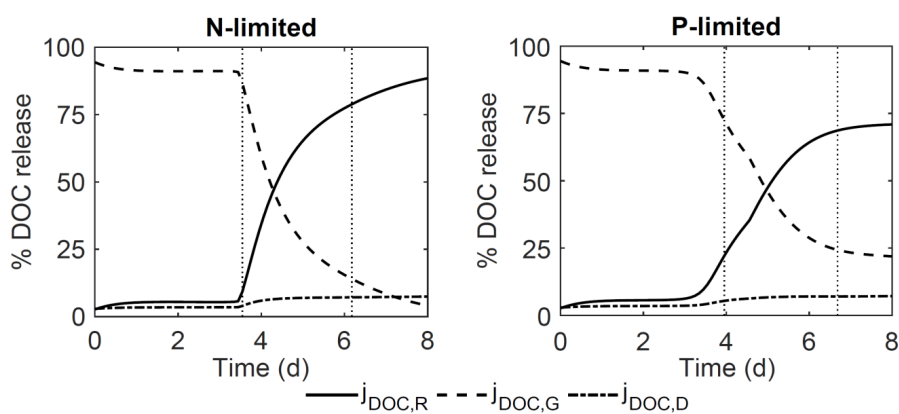 N-limited
100
75
50
25
0
% DOC release
0 2 4 6 8
Time (d)
P-limited
100
75
50
25
0
% DOC release
0 2 4 6 8
Time (d)
jDOC,R jDOC,G jDOC,D